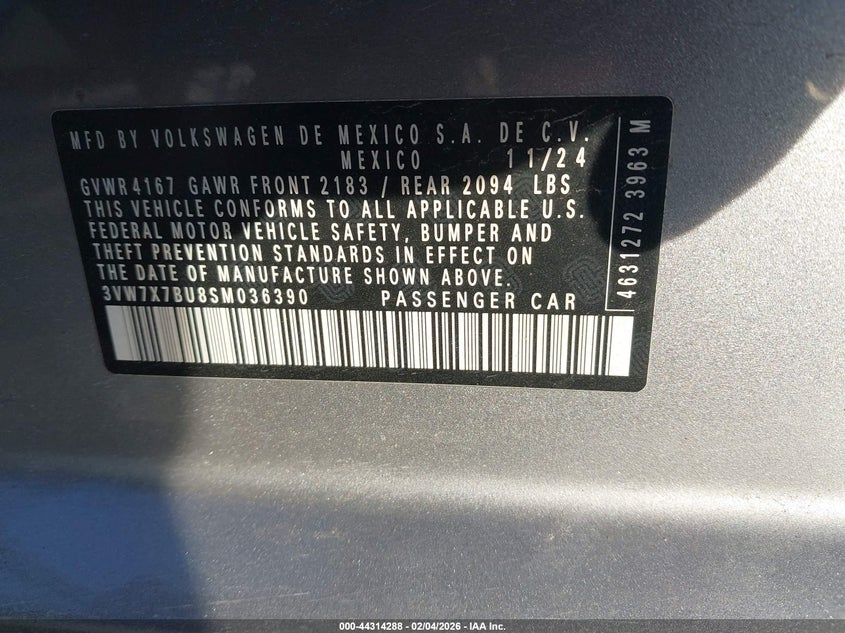 MFD BY VOLKSWAGEN DE MEXICO S.A. DE C.V.
MEXICO 11/24
GVWR 4167 GAWR FRONT 2183 / REAR 2094 LBS
THIS VEHICLE CONFORMS TO ALL APPLICABLE U.S.
FEDERAL MOTOR VEHICLE SAFETY, BUMPER AND
THEFT PREVENTION STANDARDS IN EFFECT ON
THE DATE OF MANUFACTURE SHOWN ABOVE.
3VW7X7BU8SM036390 PASSENGER CAR
4631272 3963 M
000-44314288 - 02/04/2026 - IAA Inc.